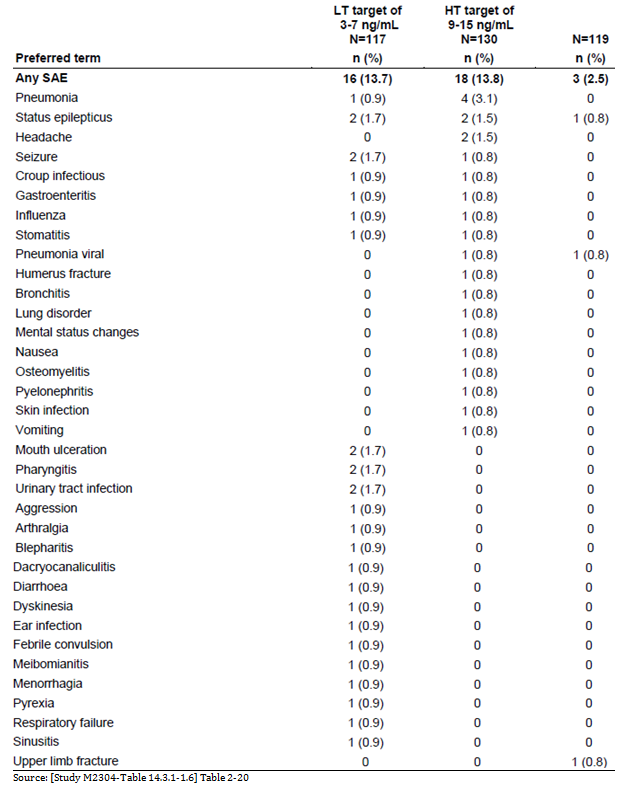 LT target of HT target of
3-7 ng/mL 9-15 ng/mL
N=117 N=130 N=119
Preferred term n (%) n (%) n (%)
Any SAE 16 (13.7) 18 (13.8) 3 (2.5)
Pneumonia 1 (0.9) 4 (3.1) 0
Status epilepticus 2 (1.7) 2 (1.5) 1 (0.8)
Headache 0 2 (1.5) 0
Seizure 2 (1.7) 1 (0.8) 0
Croup infectious 1 (0.9) 1 (0.8) 0
Gastroenteritis 1 (0.9) 1 (0.8) 0
Influenza 1 (0.9) 1 (0.8) 0
Stomatitis 1 (0.9) 1 (0.8) 0
Pneumonia viral 0 1 (0.8) 1 (0.8)
Humerus fracture 0 1 (0.8) 0
Bronchitis 0 1 (0.8) 0
Lung disorder 0 1 (0.8) 0
Mental status changes 0 1 (0.8) 0
Nausea 0 1 (0.8) 0
Osteomyelitis 0 1 (0.8) 0
Pyelonephritis 0 1 (0.8) 0
Skin infection 0 1 (0.8) 0
Vomiting 0 1 (0.8) 0
Mouth ulceration 2 (1.7) 0 0
Pharyngitis 2 (1.7) 0 0
Urinary tract infection 2 (1.7) 0 0
Aggression 1 (0.9) 0 0
Arthralgia 1 (0.9) 0 0
Blepharitis 1 (0.9) 0 0
Dacryocanaliculitis 1 (0.9) 0 0
Diarrhoea 1 (0.9) 0 0
Dyskinesia 1 (0.9) 0 0
Ear infection 1 (0.9) 0 0
Febrile convulsion 1 (0.9) 0 0
Meibomianitis 1 (0.9) 0 0
Menorrhagia 1 (0.9) 0 0
Pyrexia 1 (0.9) 0 0
Respiratory failure 1 (0.9) 0 0
Sinusitis 1 (0.9) 0 0
Upper limb fracture 0 0 1 (0.8)
Source: [Study M2304-Table 14.3.1-1.6] Table 2-20